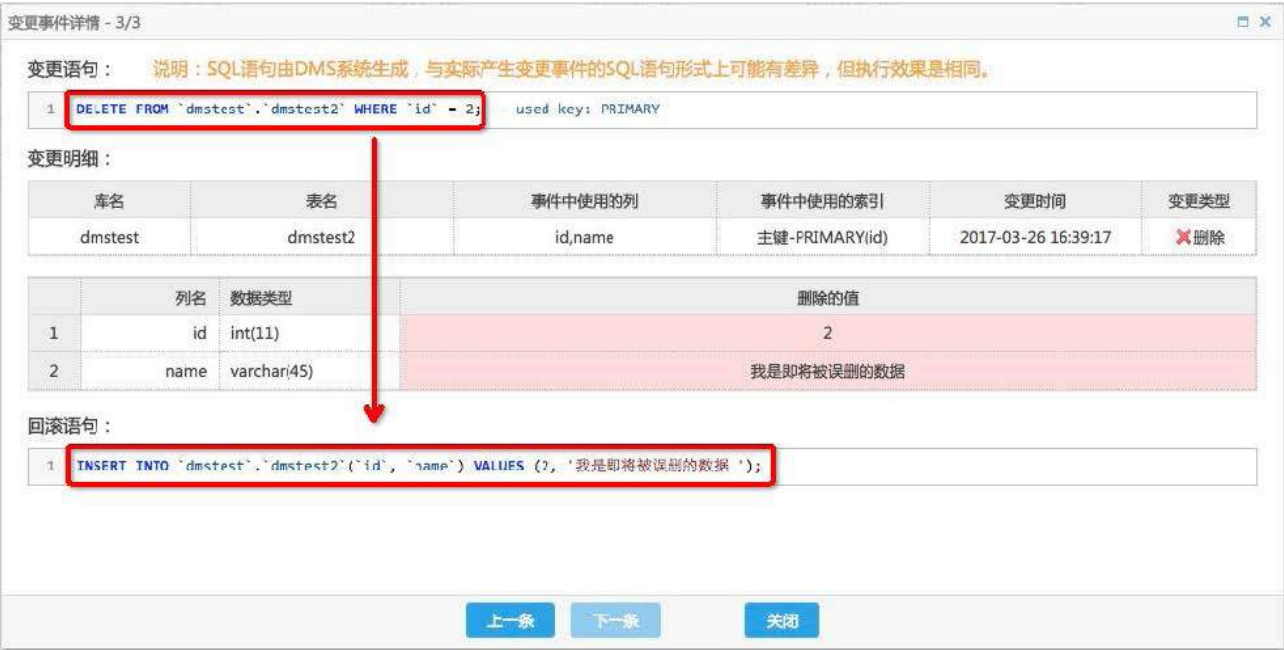 变更事件详情 - 3/3
变更语句： 说明：SQL语句由DMS系统生成，与实际产生变更事件的SQL语句形式上可能有差异，但执行效果是相同。
1 DELETE FROM `dmstest`.`dmstest2` WHERE `id` = 2; used key: PRIMARY
变更明细：
库名 表名 事件中使用的列 事件中使用的索引 变更时间 变更类型
dmstest dmstest2 id,name 主键-PRIMARY(id) 2017-03-26 16:39:17 删除
列名 数据类型 删除的值
1 id int(11) 2
2 name varchar(45) 我是即将被误删的数据
回滚语句：
1 INSERT INTO `dmstest`.`dmstest2`(`id`, `name`) VALUES (2, '我是即将被误删的数据 ');
上一条 下一条 关闭